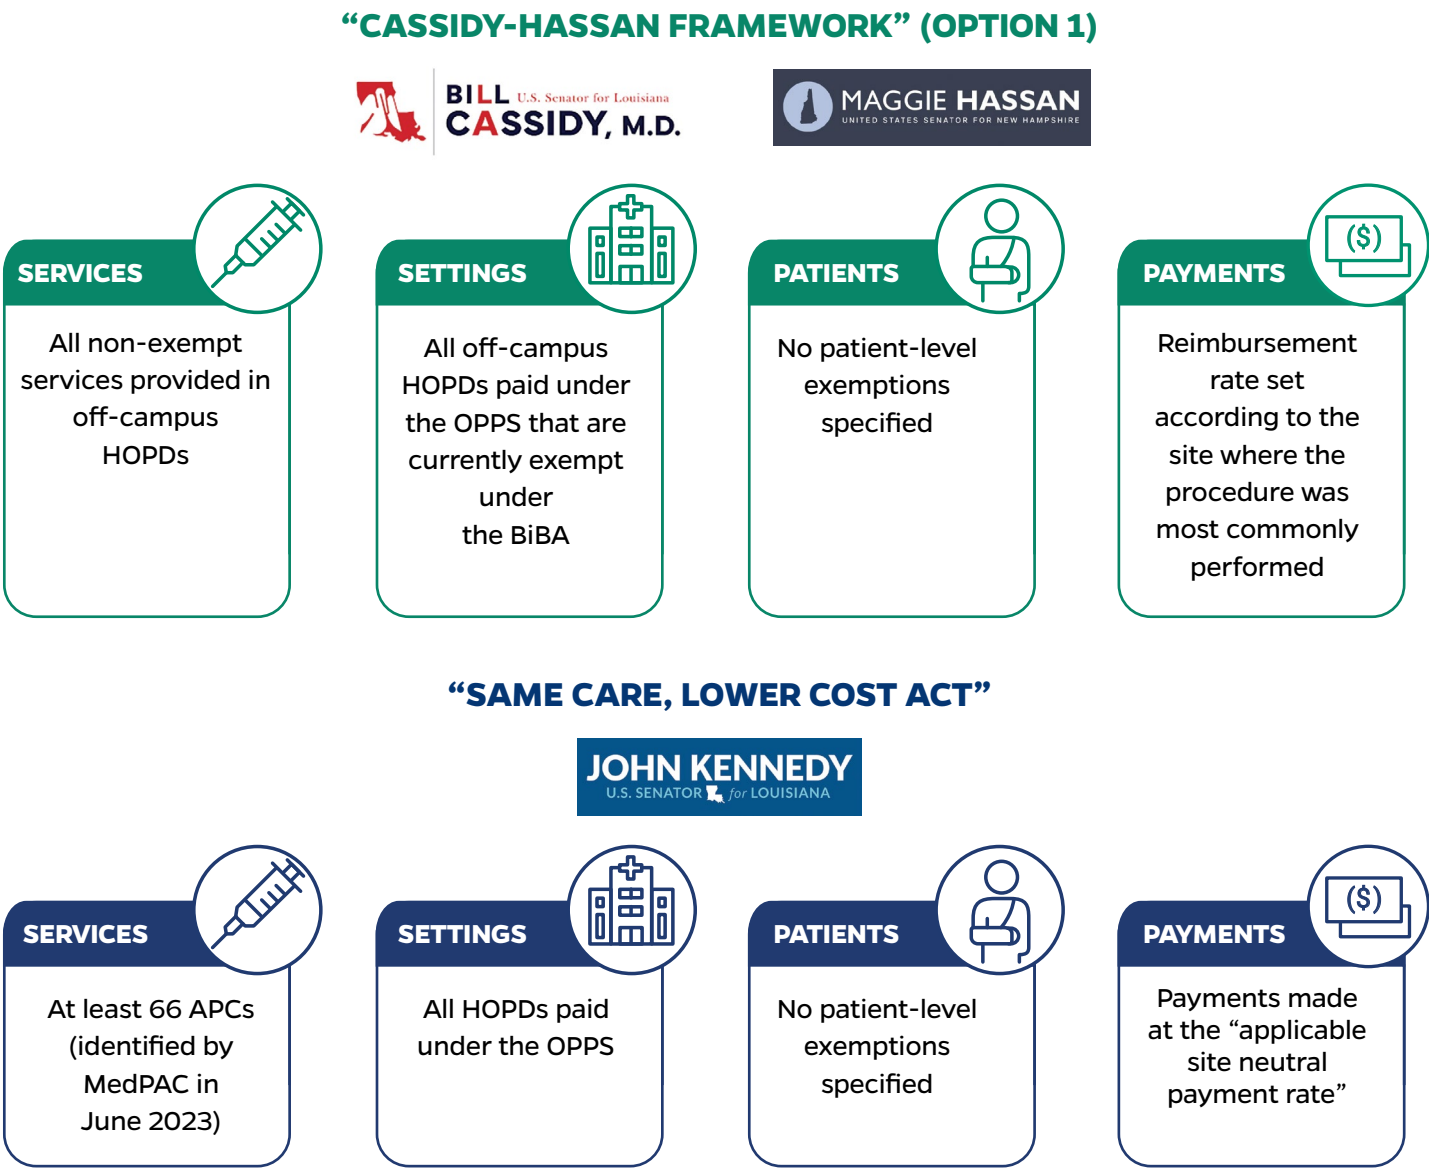 “CASSIDY-HASSAN FRAMEWORK” (OPTION 1)
BILL U.S. Senator for Louisiana
CASSIDY, M.D.
MAGGIE HASSAN
UNITED STATES SENATOR FOR NEW HAMPSHIRE
SERVICES
All non-exempt
services provided in
off-campus
HOPDs
SETTINGS
All off-campus
HOPDs paid under
the OPPS that are
currently exempt
under
the BiBA
PATIENTS
No patient-level
exemptions
specified
PAYMENTS
($)
Reimbursement
rate set
according to the
site where the
procedure was
most commonly
performed
“SAME CARE, LOWER COST ACT”
JOHN KENNEDY
U.S. SENATOR for LOUISIANA
SERVICES
At least 66 APCs
(identified by
MedPAC in
June 2023)
SETTINGS
All HOPDs paid
under the OPPS
PATIENTS
No patient-level
exemptions
specified
PAYMENTS
($)
Payments made
at the “applicable
site neutral
payment rate”